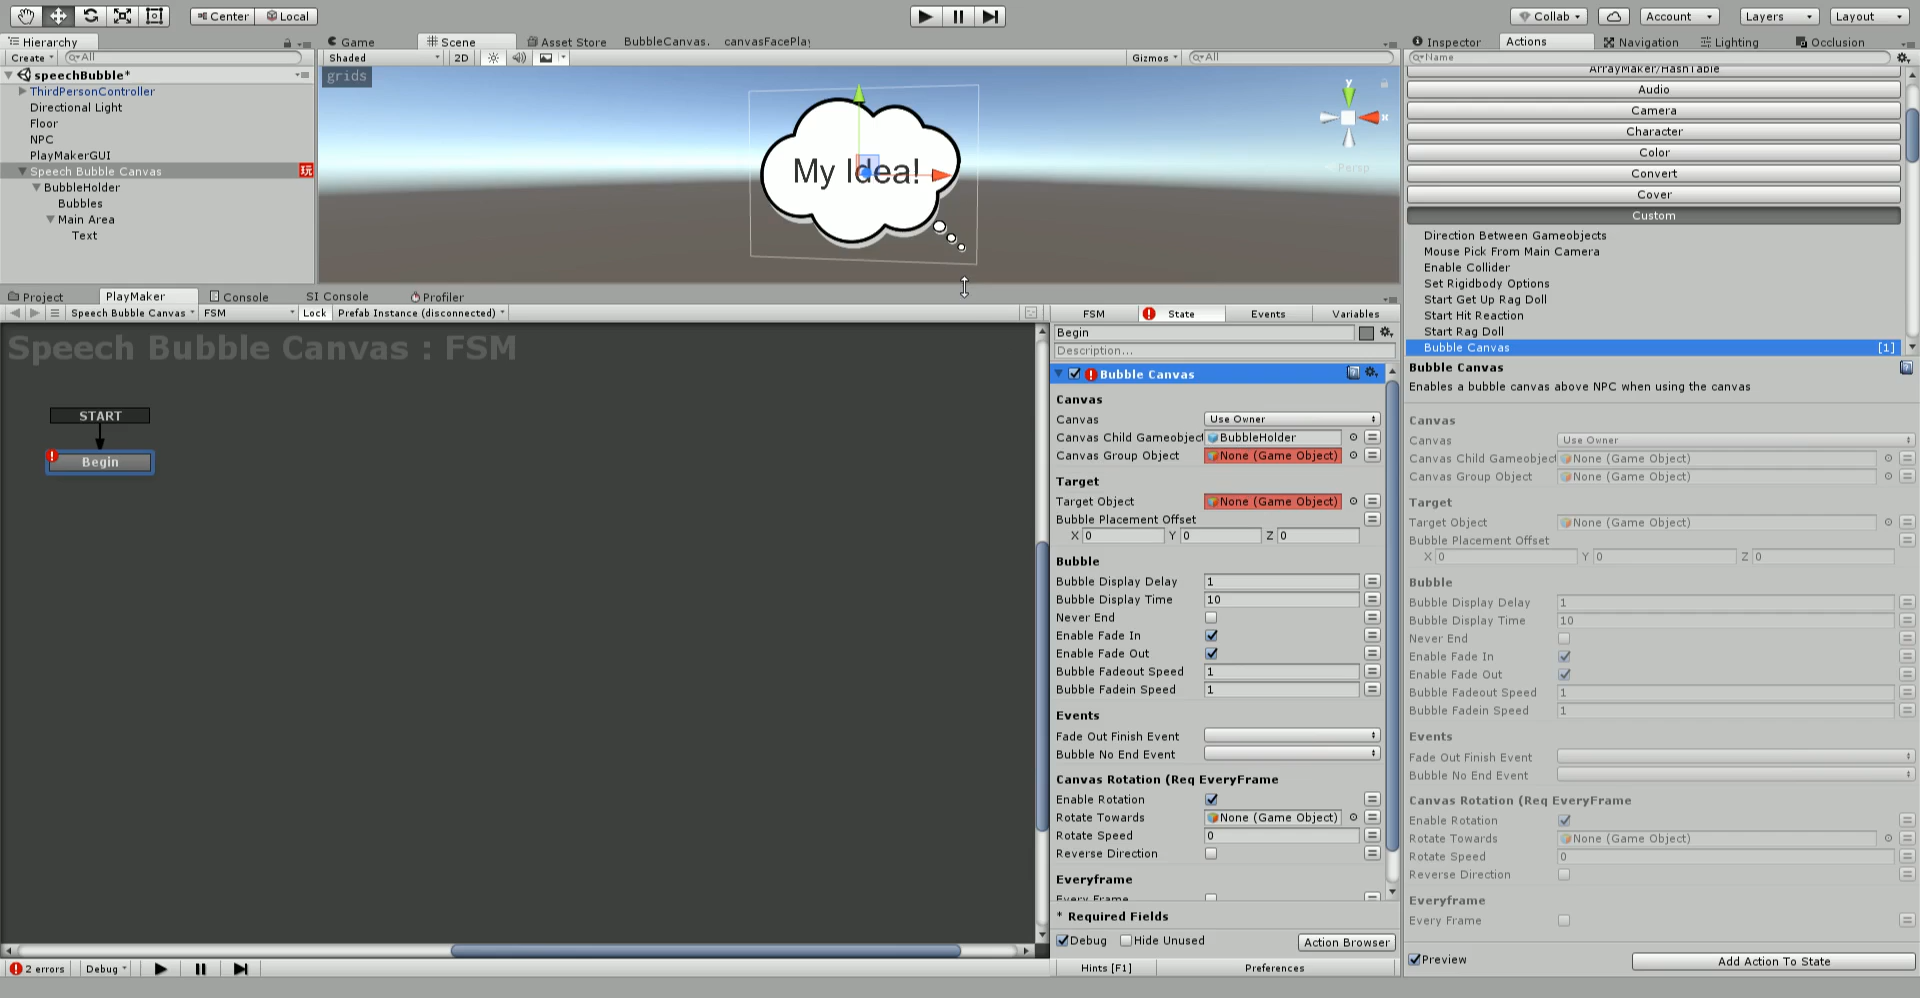 Center
Local
Collab
Account
Layers
Layout
Hierarchy
Create
All
speechBubble*
ThirdPersonController
Directional Light
Floor
NPC
PlayMakerGUI
Speech Bubble Canvas
玩
BubbleHolder
Bubbles
Main Area
Text
Game
Scene
Asset Store
BubbleCanvas.
canvasFacePlay
Shaded
2D
Gizmos
All
grids
My Idea!
y
x
Persp
Project
PlayMaker
Console
SI Console
Profiler
Speech Bubble Canvas
FSM
Lock
Prefab Instance (disconnected)
Speech Bubble Canvas : FSM
START
Begin
2 errors
Debug
FSM
State
Events
Variables
Begin
Description...
Bubble Canvas
Canvas
Canvas
Use Owner
Canvas Child Gameobject
BubbleHolder
Canvas Group Object
None (Game Object)
Target
Target Object
None (Game Object)
Bubble Placement Offset
X 0 Y 0 Z 0
Bubble
Bubble Display Delay
1
Bubble Display Time
10
Never End
Enable Fade In
Enable Fade Out
Bubble Fadeout Speed
1
Bubble Fadein Speed
1
Events
Fade Out Finish Event
Bubble No End Event
Canvas Rotation (Req EveryFrame
Enable Rotation
Rotate Towards
None (Game Object)
Rotate Speed
0
Reverse Direction
Everyframe
Every Frame
* Required Fields
Debug
Hide Unused
Action Browser
Hints [F1]
Preferences
Inspector
Actions
Navigation
Lighting
Occlusion
Name
ArrayMaker/HashTable
Audio
Camera
Character
Color
Convert
Cover
Custom
Direction Between Gameobjects
Mouse Pick From Main Camera
Enable Collider
Set Rigidbody Options
Start Get Up Rag Doll
Start Hit Reaction
Start Rag Doll
Bubble Canvas
[1]
Bubble Canvas
Enables a bubble canvas above NPC when using the canvas
Canvas
Canvas
Use Owner
Canvas Child Gameobject
None (Game Object)
Canvas Group Object
None (Game Object)
Target
Target Object
None (Game Object)
Bubble Placement Offset
X 0 Y 0 Z 0
Bubble
Bubble Display Delay
1
Bubble Display Time
10
Never End
Enable Fade In
Enable Fade Out
Bubble Fadeout Speed
1
Bubble Fadein Speed
1
Events
Fade Out Finish Event
Bubble No End Event
Canvas Rotation (Req EveryFrame
Enable Rotation
Rotate Towards
None (Game Object)
Rotate Speed
0
Reverse Direction
Everyframe
Every Frame
Preview
Add Action To State